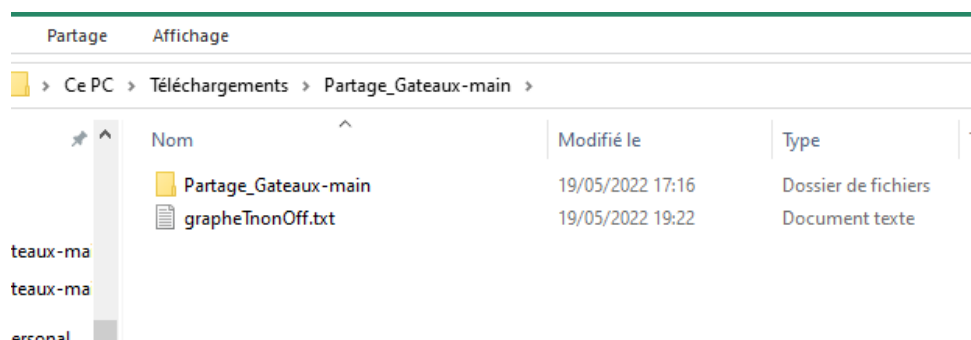 Partage Affichage
Ce PC > Téléchargements > Partage_Gateaux-main >
Nom Modifié le Type
Partage_Gateaux-main 19/05/2022 17:16 Dossier de fichiers
grapheTnonOff.txt 19/05/2022 19:22 Document texte
teaux-ma
teaux-ma
ersonal